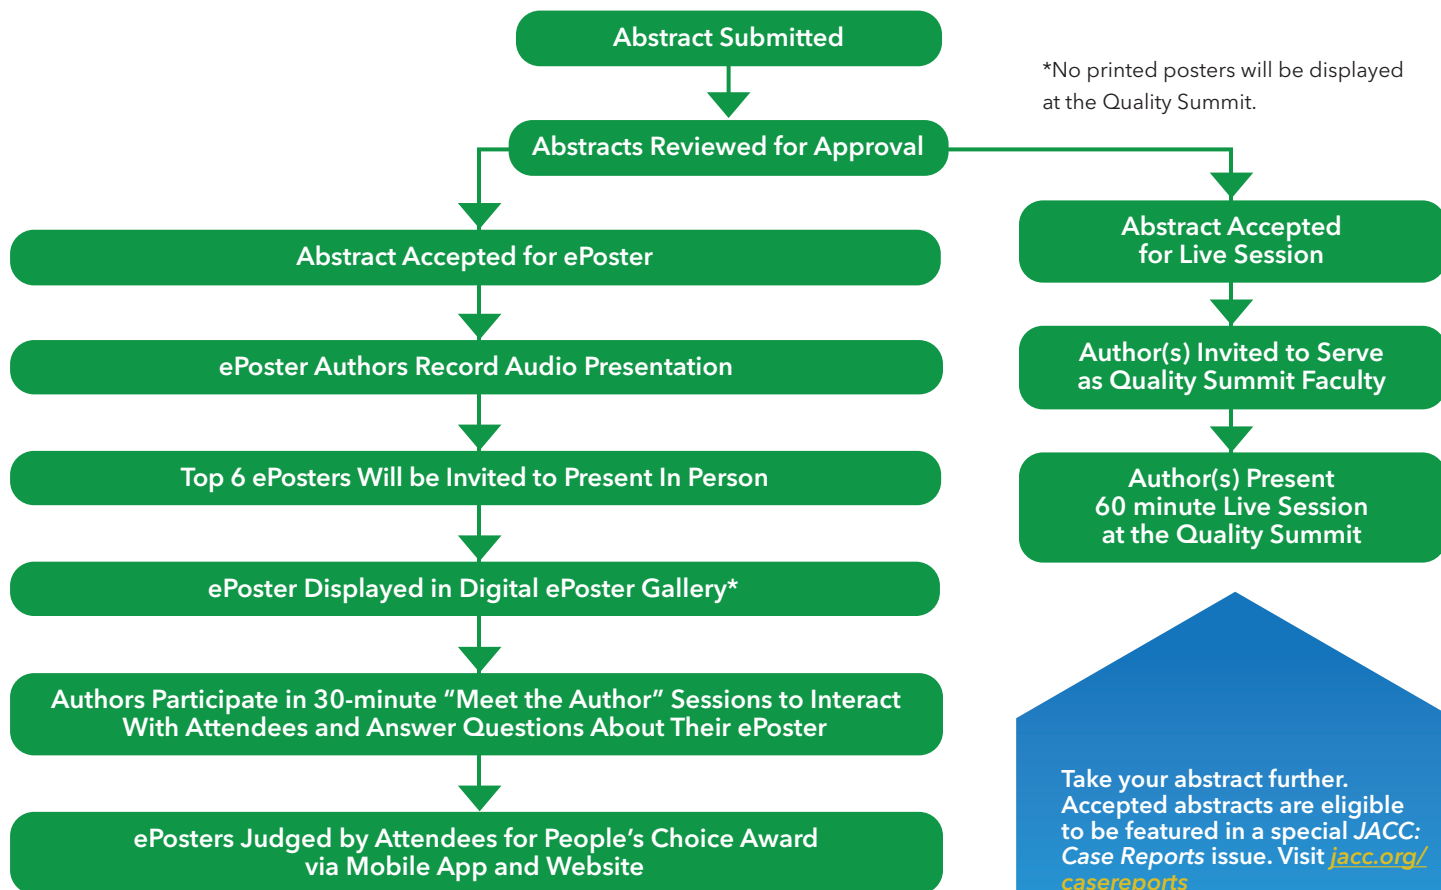 Abstract Submitted
*No printed posters will be displayed
at the Quality Summit.
Abstracts Reviewed for Approval
Abstract Accepted for ePoster
ePoster Authors Record Audio Presentation
Top 6 ePosters Will be Invited to Present In Person
ePoster Displayed in Digital ePoster Gallery*
Authors Participate in 30-minute “Meet the Author” Sessions to Interact
With Attendees and Answer Questions About Their ePoster
ePosters Judged by Attendees for People’s Choice Award
via Mobile App and Website
Abstract Accepted
for Live Session
Author(s) Invited to Serve
as Quality Summit Faculty
Author(s) Present
60 minute Live Session
at the Quality Summit
Take your abstract further.
Accepted abstracts are eligible
to be featured in a special JACC:
Case Reports issue. Visit jacc.org/
casereports